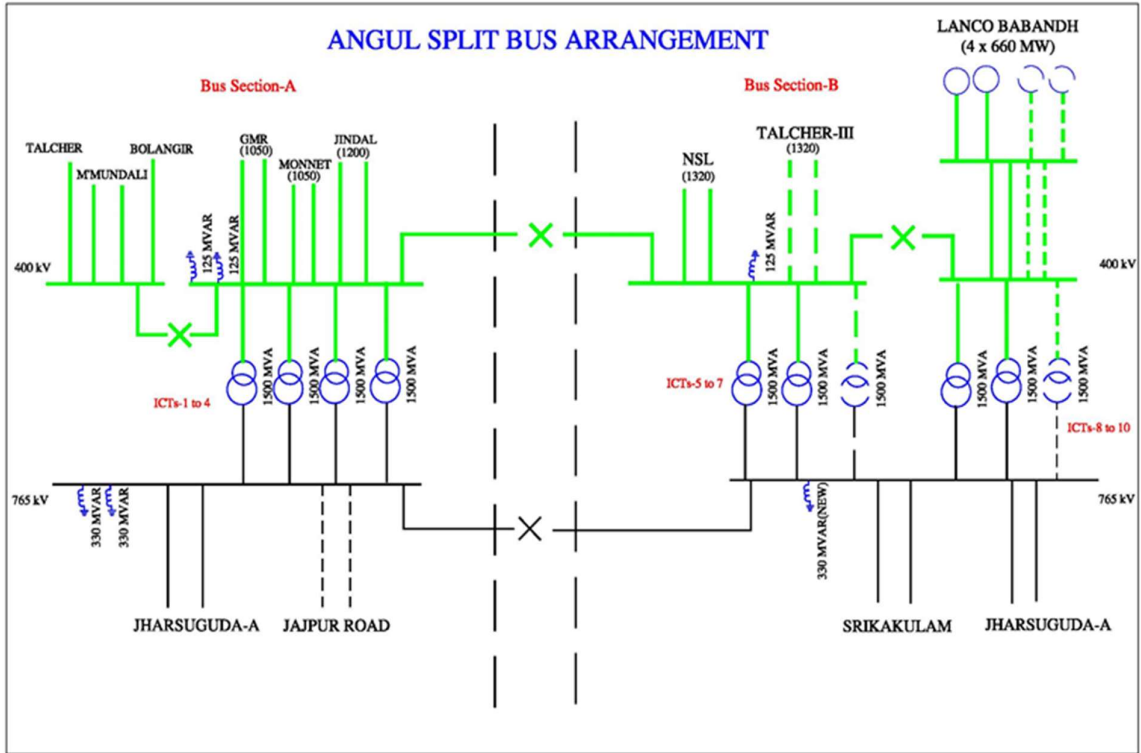 ANGUL SPLIT BUS ARRANGEMENT
LANCO BABANDH
(4 x 660 MW)
Bus Section-A
Bus Section-B
TALCHER
M'MUNDALI
BOLANGIR
GMR
(1050)
MONNET
(1050)
JINDAL
(1200)
NSL
(1320)
TALCHER-III
(1320)
125 MVAR
125 MVAR
125 MVAR
400 kV
400 kV
1500 MVA
1500 MVA
1500 MVA
1500 MVA
ICTs-1 to 4
ICTs-5 to 7
1500 MVA
1500 MVA
1500 MVA
1500 MVA
1500 MVA
1500 MVA
ICTs-8 to 10
765 kV
765 kV
330 MVAR
330 MVAR
330 MVAR(NEW)
JHARSUGUDA-A
JAJPUR ROAD
SRIKAKULAM
JHARSUGUDA-A